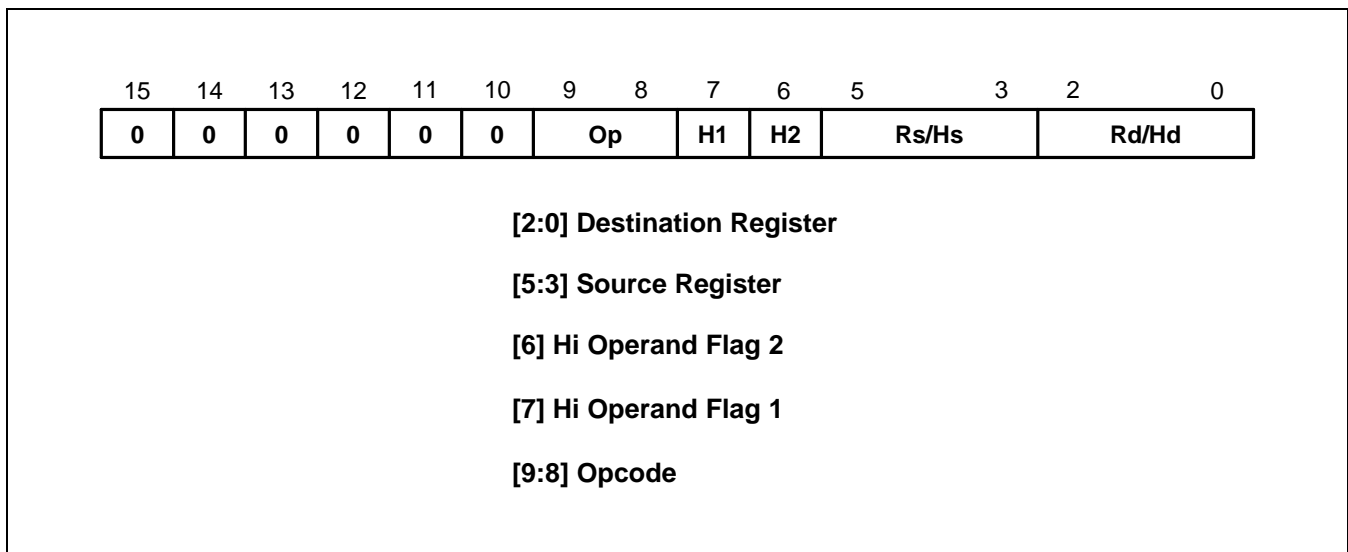 15 14 13 12 11 10 9 8 7 6 5 3 2 0
0 0 0 0 0 0 Op H1 H2 Rs/Hs Rd/Hd
[2:0] Destination Register
[5:3] Source Register
[6] Hi Operand Flag 2
[7] Hi Operand Flag 1
[9:8] Opcode